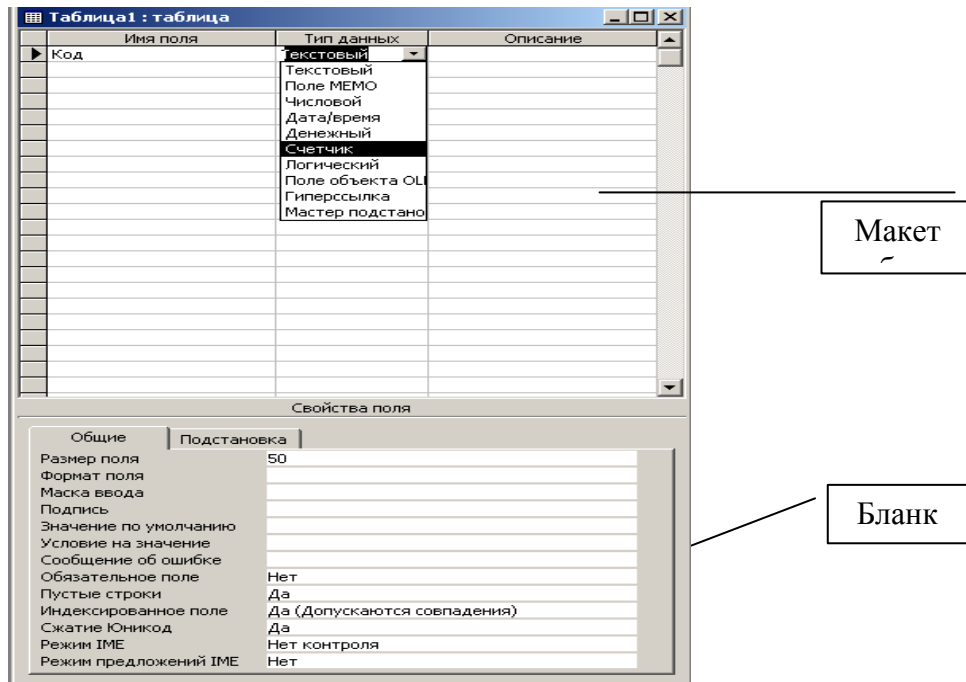 Таблица1 : таблица
Имя поля Тип данных Описание
Код Текстовый
Текстовый
Поле МЕМО
Числовой
Дата/время
Денежный
Счетчик
Логический
Поле объекта OLE
Гиперссылка
Мастер подстано
Макет
Свойства поля
Общие Подстановка
Размер поля 50
Формат поля
Маска ввода
Подпись
Значение по умолчанию
Условие на значение
Сообщение об ошибке
Обязательное поле Нет
Пустые строки Да
Индексированное поле Да (Допускаются совпадения)
Сжатие Юникод Да
Режим IME Нет контроля
Режим предложений IME Нет
Бланк